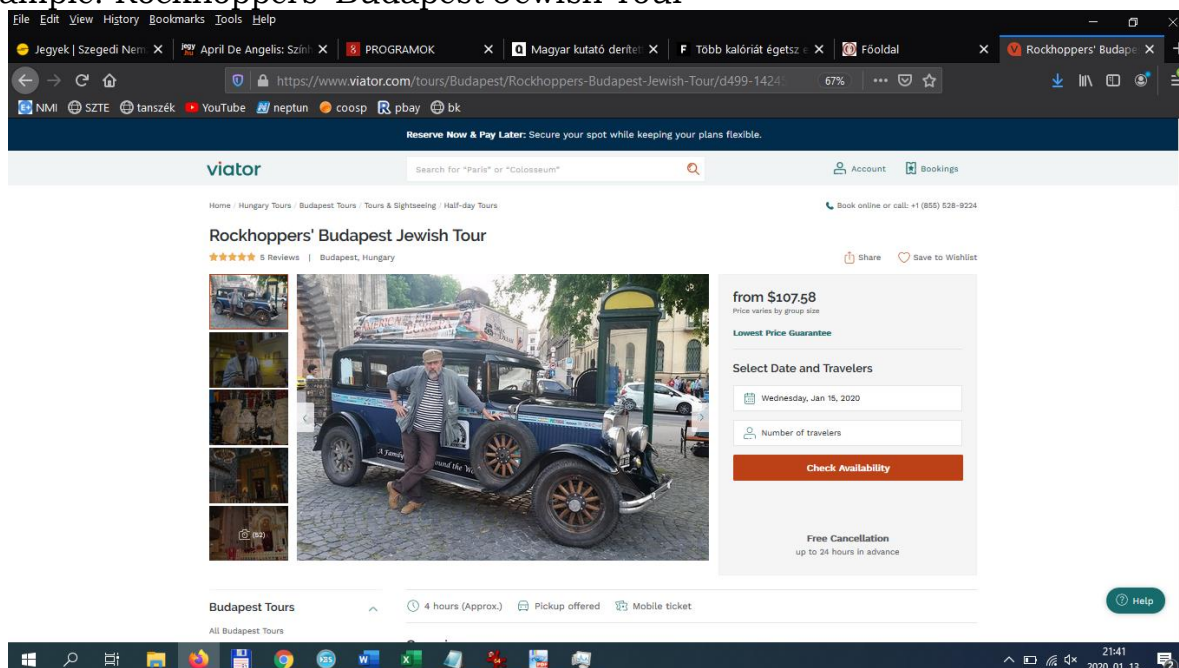 ample: Rockhoppers' Budapest Jewish Tour
File Edit View History Bookmarks Tools Help
Jegyek | Szegedi Nem
April De Angelis: Szính
PROGRAMOK
Magyar kutató deríte
Több kalóriát égetsz e
Főoldal
Rockhoppers' Budape
https://www.viator.com/tours/Budapest/Rockhoppers-Budapest-Jewish-Tour/d499-1424
67%
NMI SZTE tanszék YouTube neptun coosp pbay bk
Reserve Now & Pay Later: Secure your spot while keeping your plans flexible.
viator
Search for "Paris" or "Colosseum"
Account Bookings
Home / Hungary Tours / Budapest Tours / Tours & Sightseeing / Half-day Tours
Book online or call: +1 (855) 528-9224
Rockhoppers' Budapest Jewish Tour
5 Reviews | Budapest, Hungary
Share Save to Wishlist
from $107.58
Price varies by group size
Lowest Price Guarantee
Select Date and Travelers
Wednesday, Jan 15, 2020
Number of travelers
Check Availability
Free Cancellation
up to 24 hours in advance
(52)
Budapest Tours
4 hours (Approx.) Pickup offered Mobile ticket
All Budapest Tours
Help
21:41
2020. 01. 13.